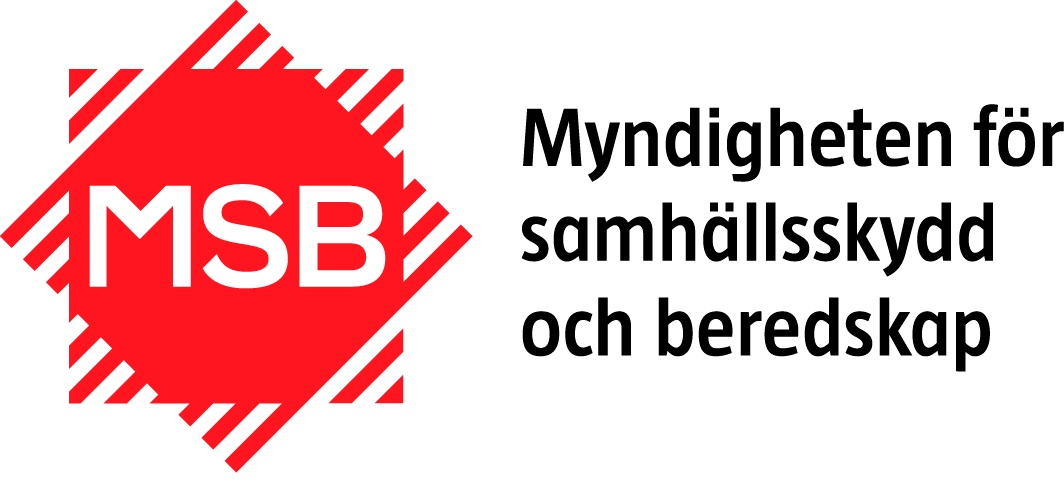 MSB
Myndigheten för
samhällsskydd
och beredskap